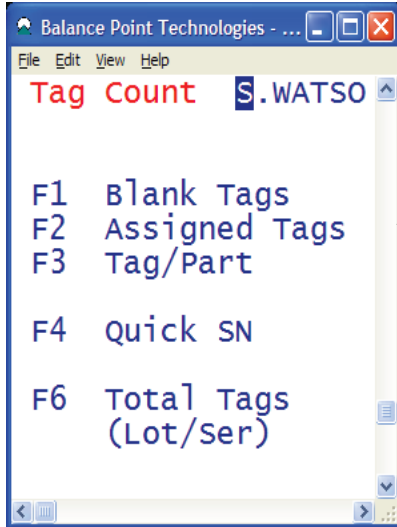 Balance Point Technologies - ...
File Edit View Help
Tag Count S.WATSO
F1 Blank Tags
F2 Assigned Tags
F3 Tag/Part
F4 Quick SN
F6 Total Tags
(Lot/Ser)